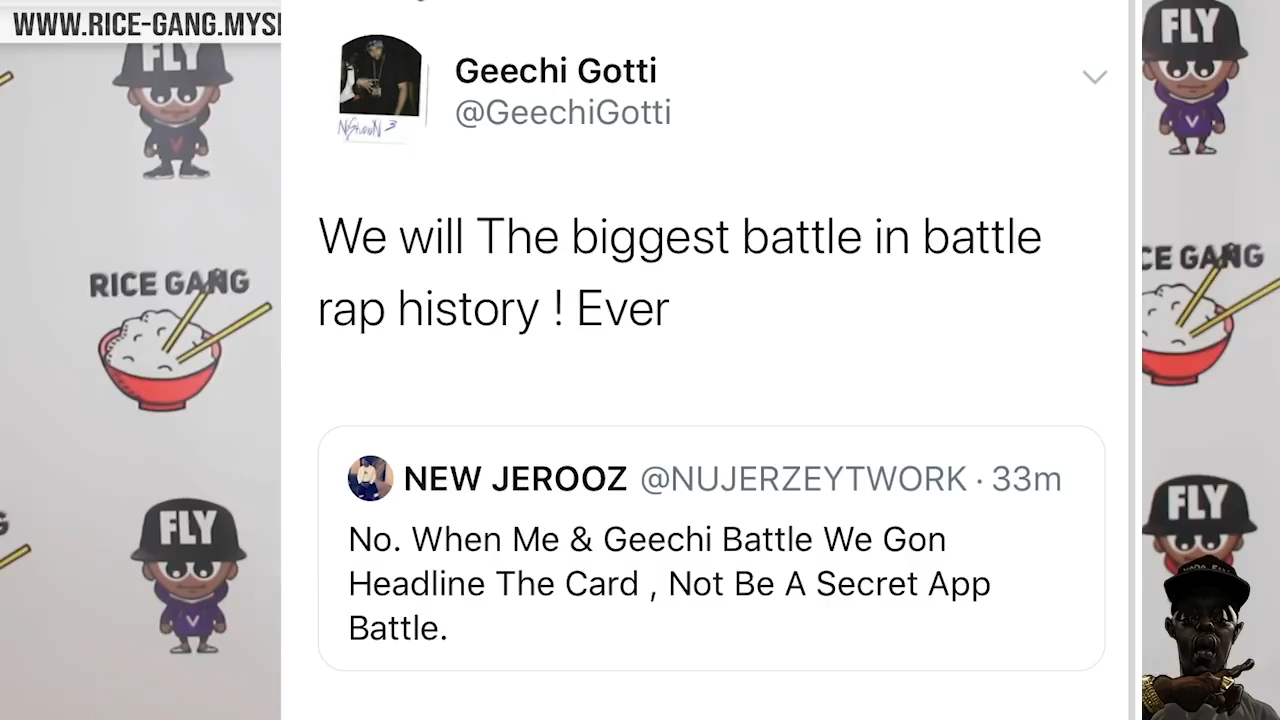 WWW.RICE-GANG.MYS
FLY
FLY
Geechi Gotti
@GeechiGotti
We will The biggest battle in battle
rap history ! Ever
RICE GANG
CE GANG
NEW JEROOZ @NUJERZEYTWORK · 33m
No. When Me & Geechi Battle We Gon
Headline The Card , Not Be A Secret App
Battle.
FLY
FLY